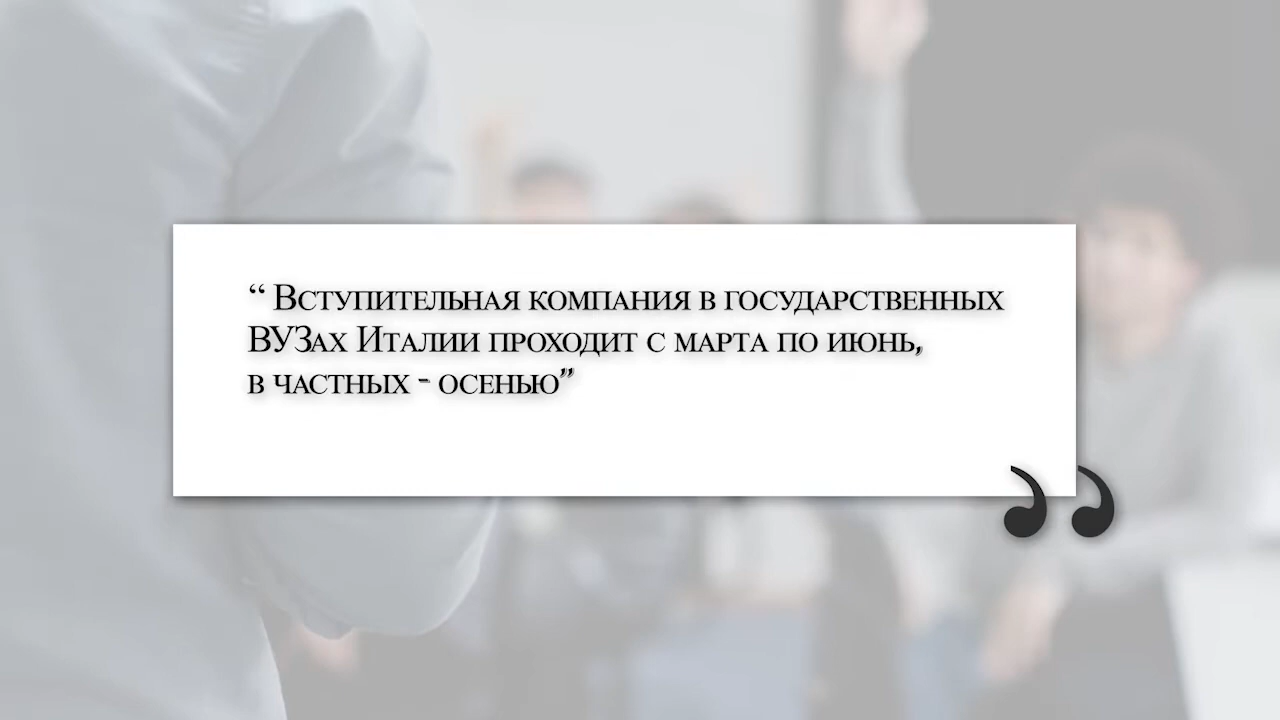 “ Вступительная компания в государственных
ВУЗах Италии проходит с марта по июнь,
в частных - осенью”
”